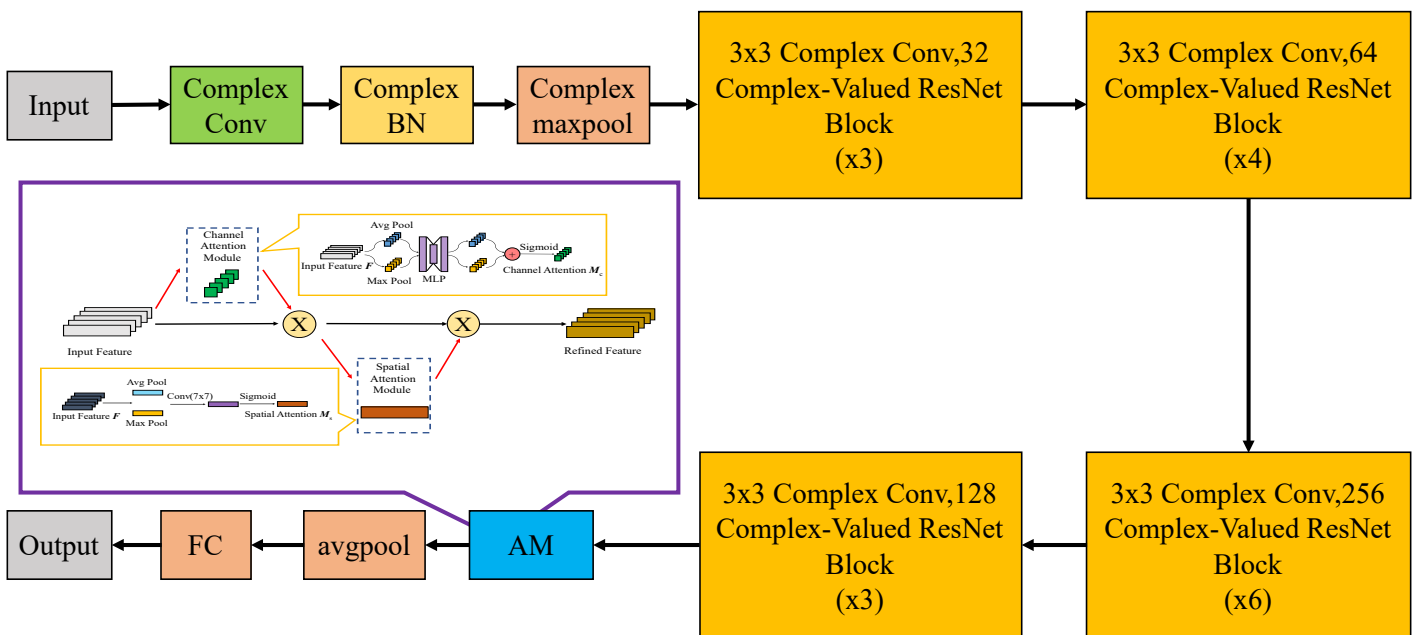 Input
Complex
Conv
Complex
BN
Complex
maxpool
3x3 Complex Conv,32
Complex-Valued ResNet
Block
(x3)
3x3 Complex Conv,64
Complex-Valued ResNet
Block
(x4)
Channel
Attention
Module
Avg Pool
Input Feature F
Max Pool
MLP
Sigmoid
Channel Attention Mc
X
X
Input Feature
Refined Feature
Spatial
Attention
Module
Avg Pool
Input Feature F
Max Pool
Conv(7x7)
Sigmoid
Spatial Attention Ms
3x3 Complex Conv,256
Complex-Valued ResNet
Block
(x6)
3x3 Complex Conv,128
Complex-Valued ResNet
Block
(x3)
AM
avgpool
FC
Output